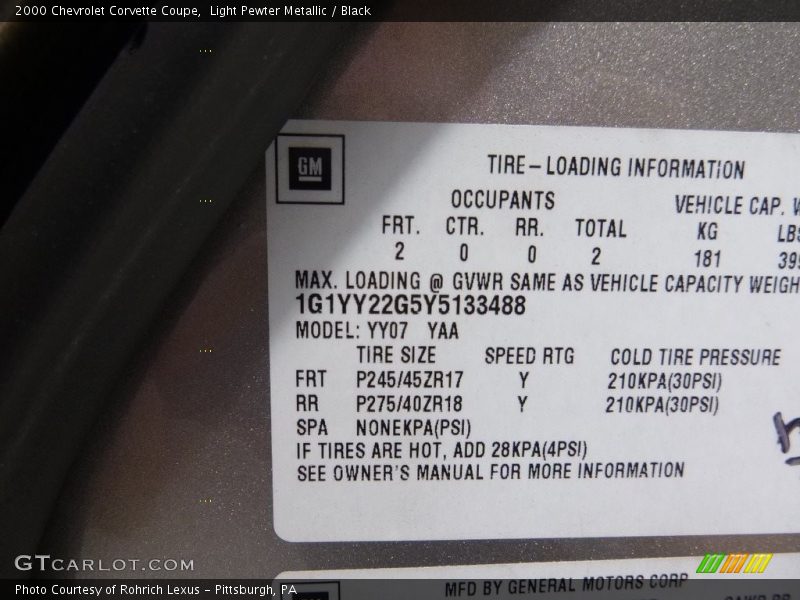 2000 Chevrolet Corvette Coupe, Light Pewter Metallic / Black
GM
TIRE-LOADING INFORMATION
OCCUPANTS VEHICLE CAP.
FRT. CTR. RR. TOTAL KG
2 0 0 2 181
MAX. LOADING @ GVWR SAME AS VEHICLE CAPACITY WEIGH
1G1YY22G5Y5133488
MODEL: YY07 YAA
TIRE SIZE SPEED RTG COLD TIRE PRESSURE
FRT P245/45ZR17 Y 210KPA(30PSI)
RR P275/40ZR18 Y 210KPA(30PSI)
SPA NONEKPA(PSI)
IF TIRES ARE HOT, ADD 28KPA(4PSI)
SEE OWNER'S MANUAL FOR MORE INFORMATION
GTCARLOT.COM
MFD BY GENERAL MOTORS CORP
Photo Courtesy of Rohrich Lexus - Pittsburgh, PA